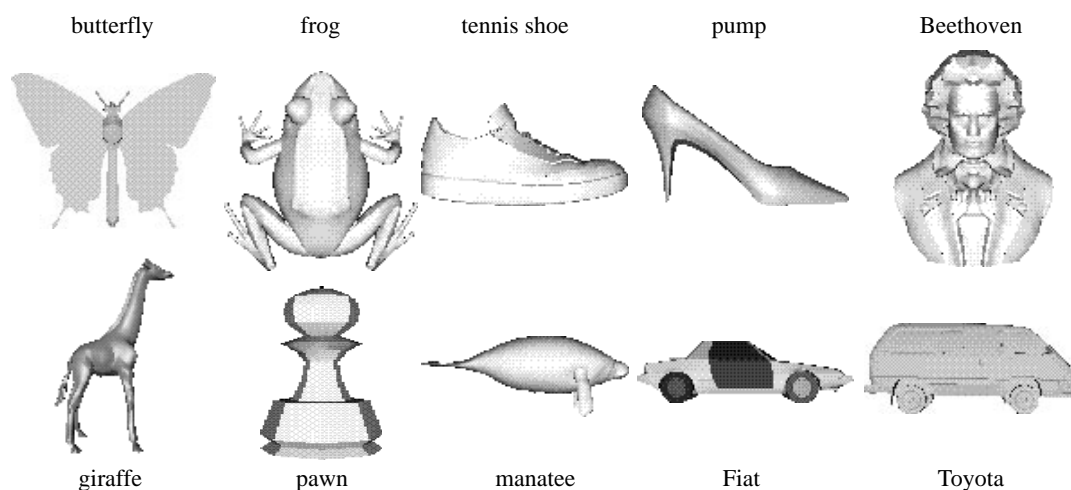 butterfly frog tennis shoe pump Beethoven
giraffe pawn manatee Fiat Toyota